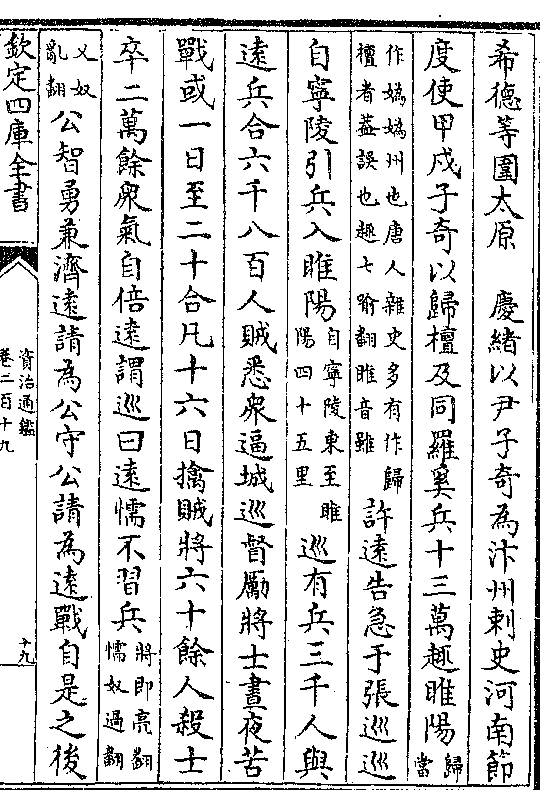 希德等圍太原　慶緒以尹子奇為汴州刺史河南節
度使甲戌子奇以歸檀及同羅奚兵十三萬趣睢陽歸當
作媯媯州也唐人雜史多有作歸檀者蓋誤也趣七喻翻睢音雖許遠告急于張巡巡
自寧陵引兵入睢陽自寧陵東至睢陽四十五里巡有兵三千人與
遠兵合六千八百人賊悉衆逼城巡督厲將士晝夜苦
戰或一日至二十合凡十六日擒賊將六十餘人殺士
卒二萬餘衆氣自倍遠謂巡曰遠懦不習兵將即亮翻懦奴過翻
又奴亂翻公智勇兼濟遠請為公守公請為遠戰自是之後
欽定四庫全書
資治通鑑
卷二百十九
十九